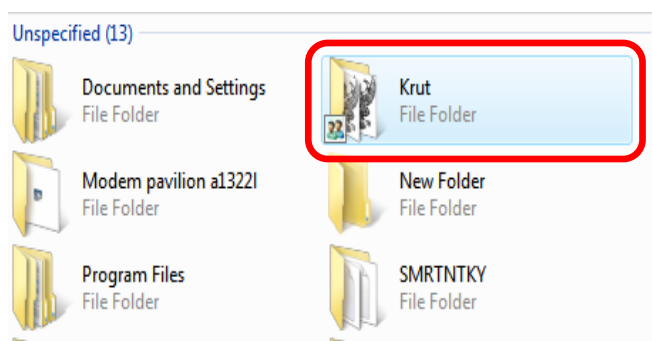 Unspecified (13)
Documents and Settings
File Folder
Krut
File Folder
Modem pavilion a1322l
File Folder
New Folder
File Folder
Program Files
File Folder
SMRTNTKY
File Folder